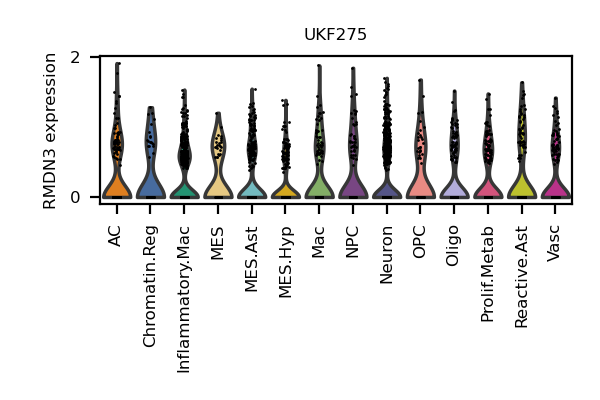 UKF275
RMDN3 expression
2
0
AC
Chromatin.Reg
Inflammatory.Mac
MES
MES.Ast
MES.Hyp
Mac
NPC
Neuron
OPC
Oligo
Prolif.Metab
Reactive.Ast
Vasc